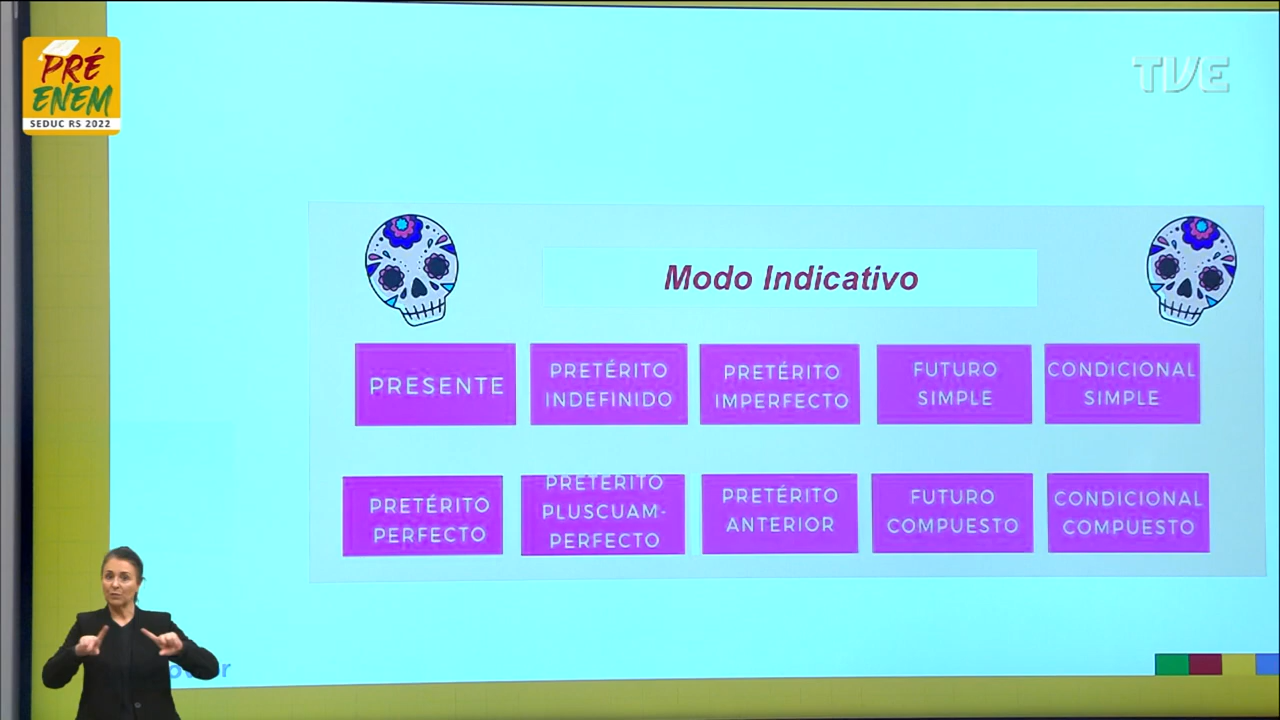 PRÉ
ENEM
SEDUC RS 2022
TVE
Modo Indicativo
PRESENTE
PRETÉRITO
INDEFINIDO
PRETÉRITO
IMPERFECTO
FUTURO
SIMPLE
CONDICIONAL
SIMPLE
PRETÉRITO
PERFECTO
PRETÉRITO
PLUSCUAM-
PERFECTO
PRETÉRITO
ANTERIOR
FUTURO
COMPUESTO
CONDICIONAL
COMPUESTO